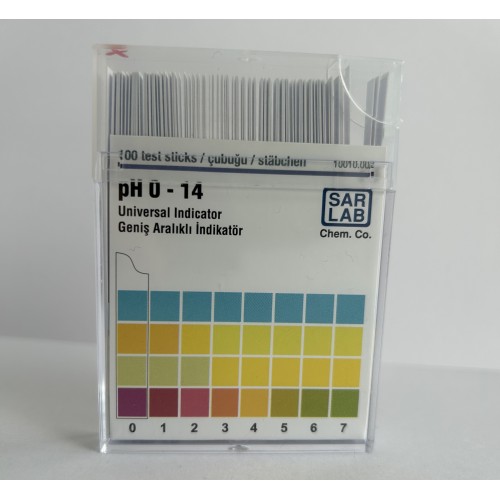 100 test sticks / çubuğu / stäbchen 10010.002
pH 0 - 14
Universal Indicator
Geniş Aralıklı İndikatör
SAR
LAB
Chem. Co.
0 1 2 3 4 5 6 7